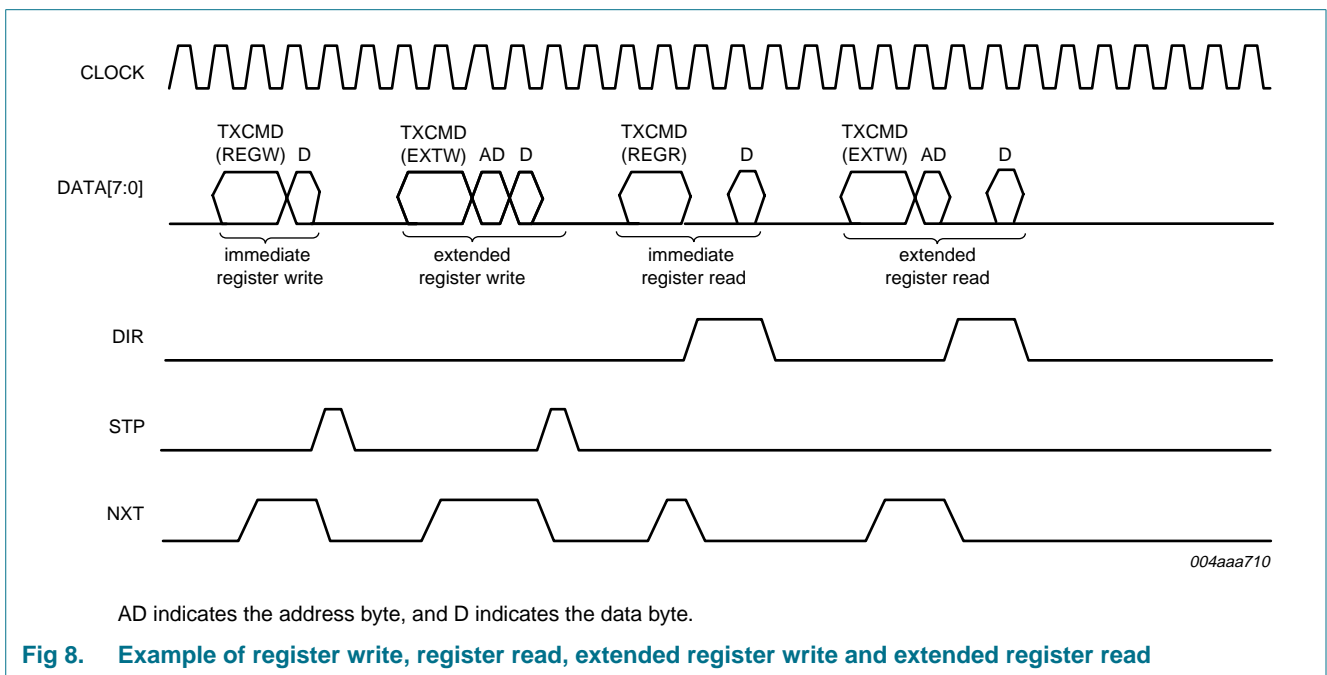 CLOCK
TXCMD
(REGW) D
TXCMD
(EXTW) AD D
TXCMD
(REGR) D
TXCMD
(EXTW) AD D
DATA[7:0]
immediate
register write
extended
register write
immediate
register read
extended
register read
DIR
STP
NXT
004aaa710
AD indicates the address byte, and D indicates the data byte.
Fig 8. Example of register write, register read, extended register write and extended register read